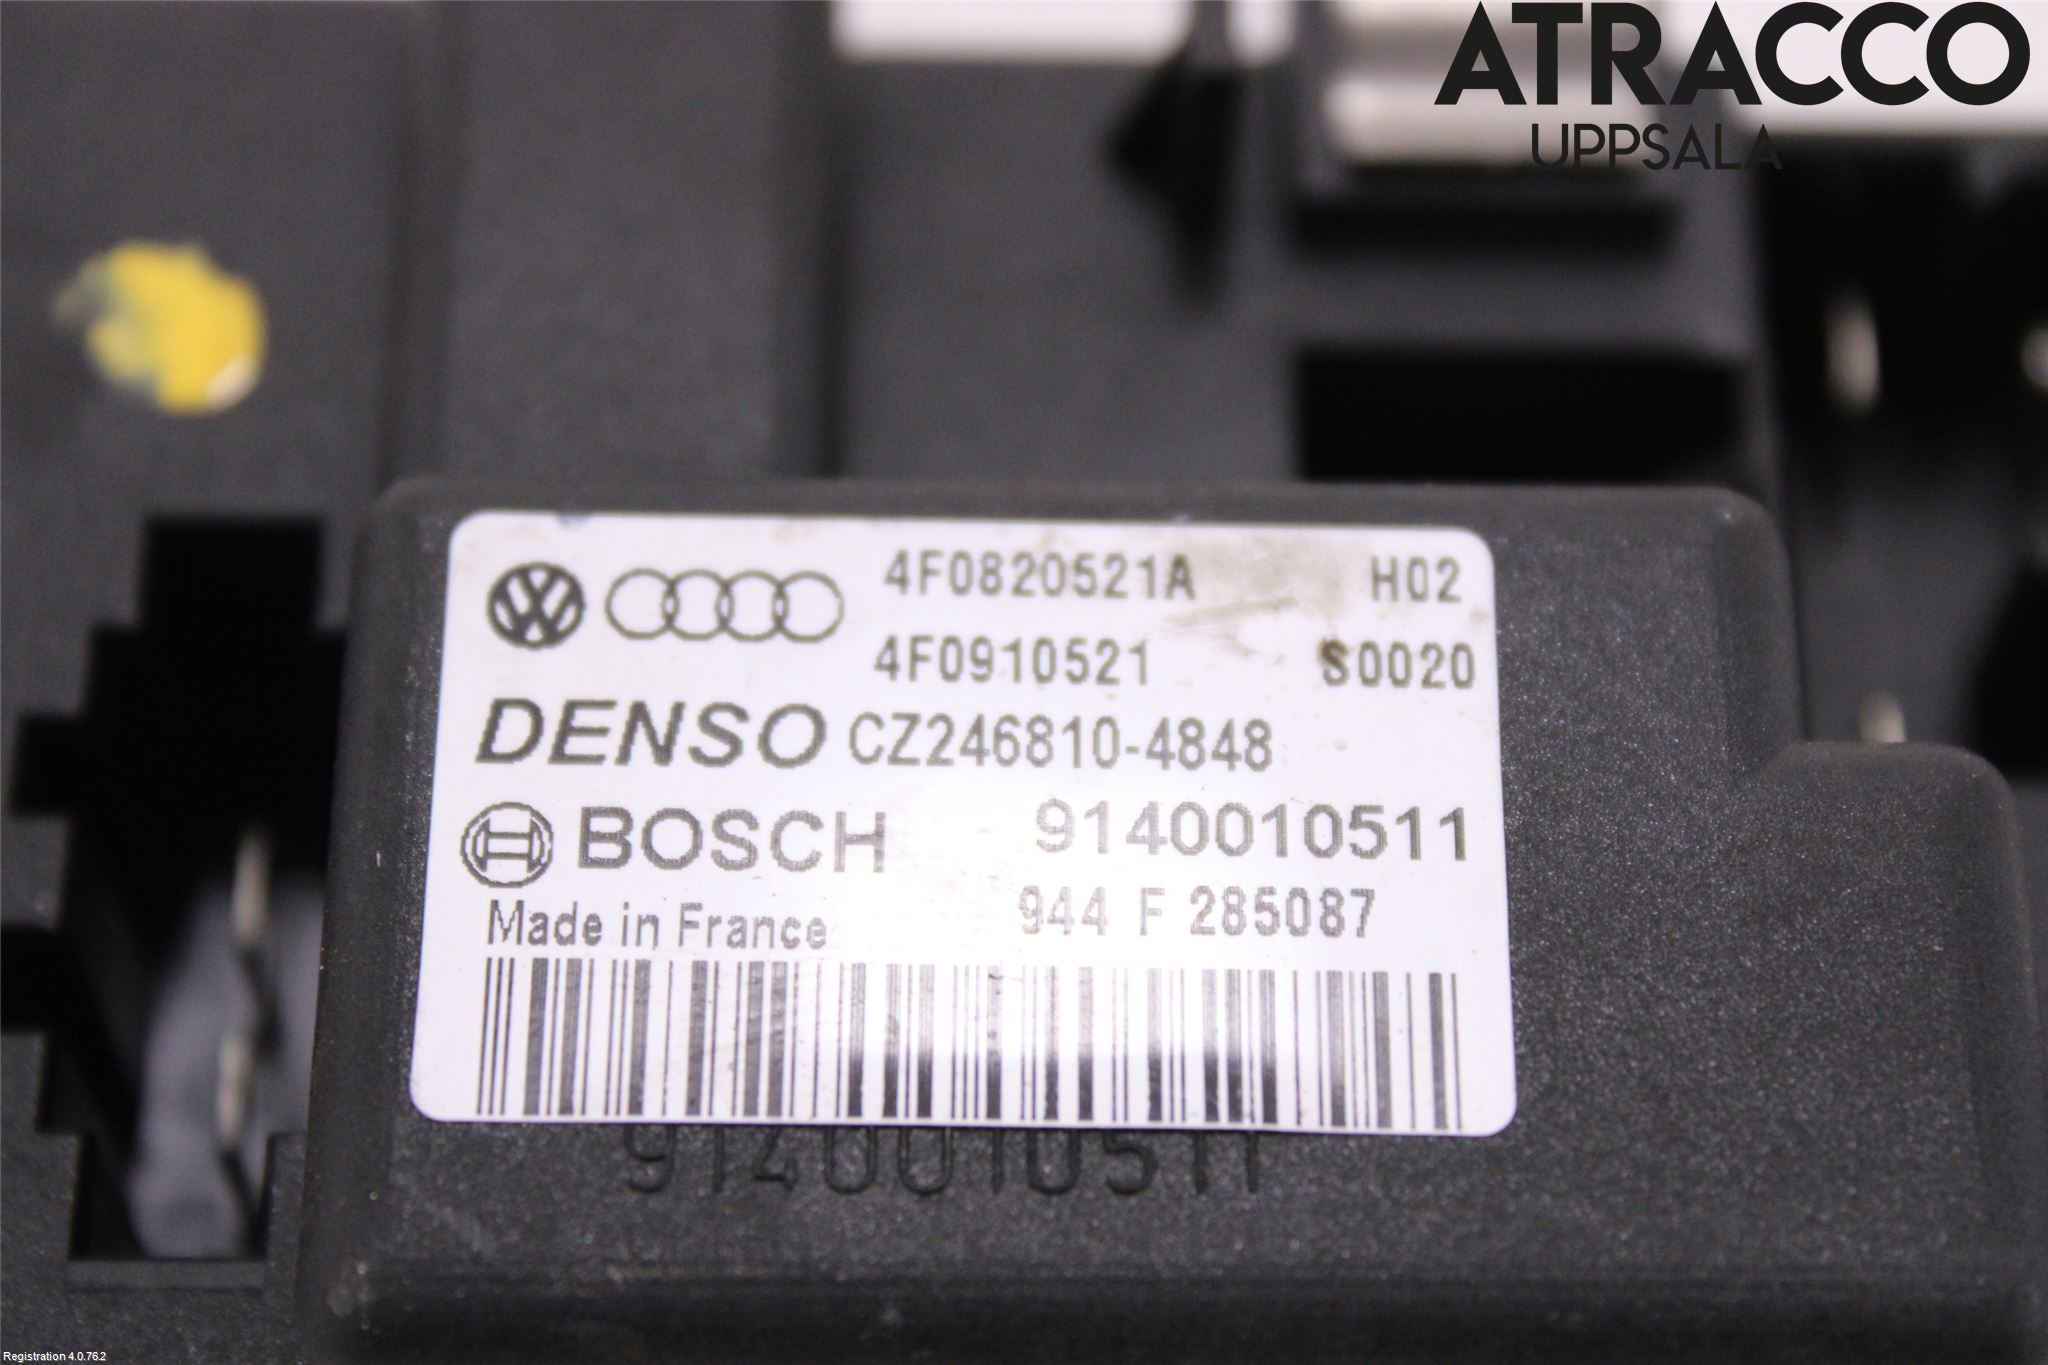 ATRACCO
UPPSALA
4F0820521A H02
4F0910521 S0020
DENSO CZ246810-4848
BOSCH 9140010511
Made in France 944 F 285087
9140010511
Registration 4.0.76.2